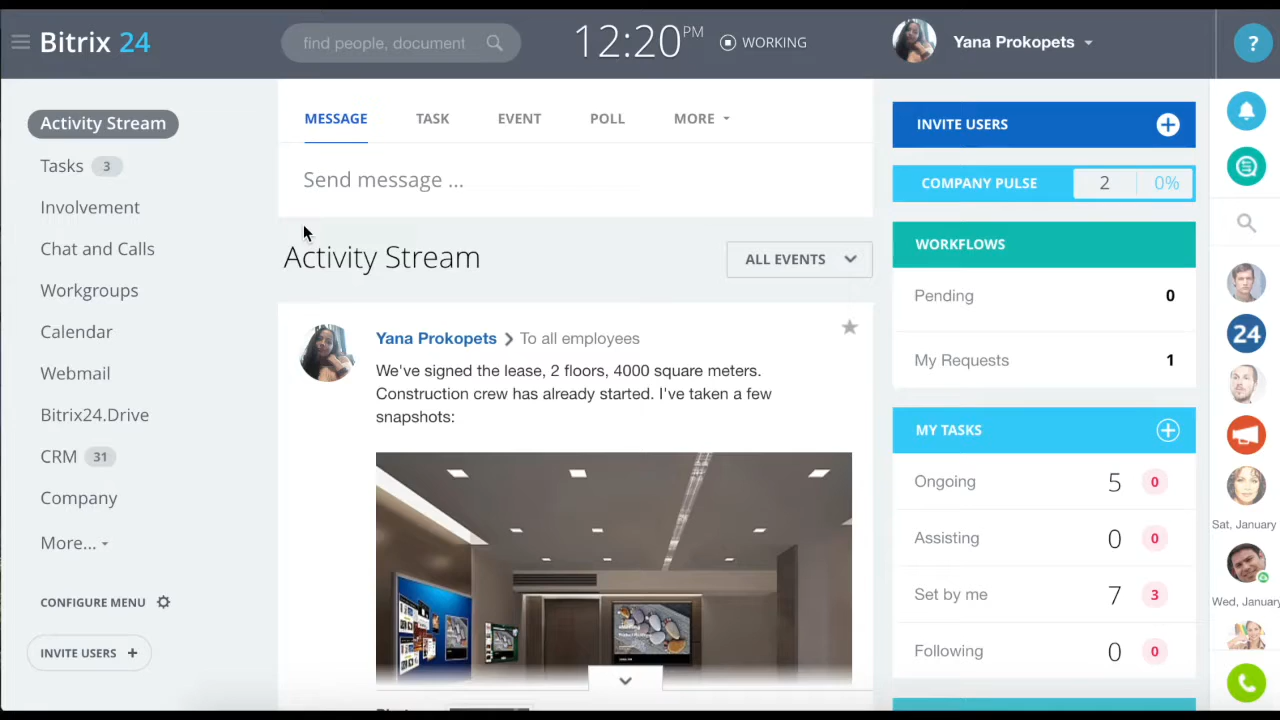 Bitrix 24
find people, document
12:20 PM
WORKING
Yana Prokopets
?
Activity Stream
Tasks 3
Involvement
Chat and Calls
Workgroups
Calendar
Webmail
Bitrix24.Drive
CRM 31
Company
More...
CONFIGURE MENU
INVITE USERS +
MESSAGE TASK EVENT POLL MORE
Send message ...
Activity Stream
ALL EVENTS
Yana Prokopets > To all employees
We've signed the lease, 2 floors, 4000 square meters.
Construction crew has already started. I've taken a few
snapshots:
INVITE USERS
COMPANY PULSE 2 0%
WORKFLOWS
Pending 0
My Requests 1
MY TASKS
Ongoing 5 0
Assisting 0 0
Set by me 7 3
Following 0 0
24
Sat, January
Wed, January